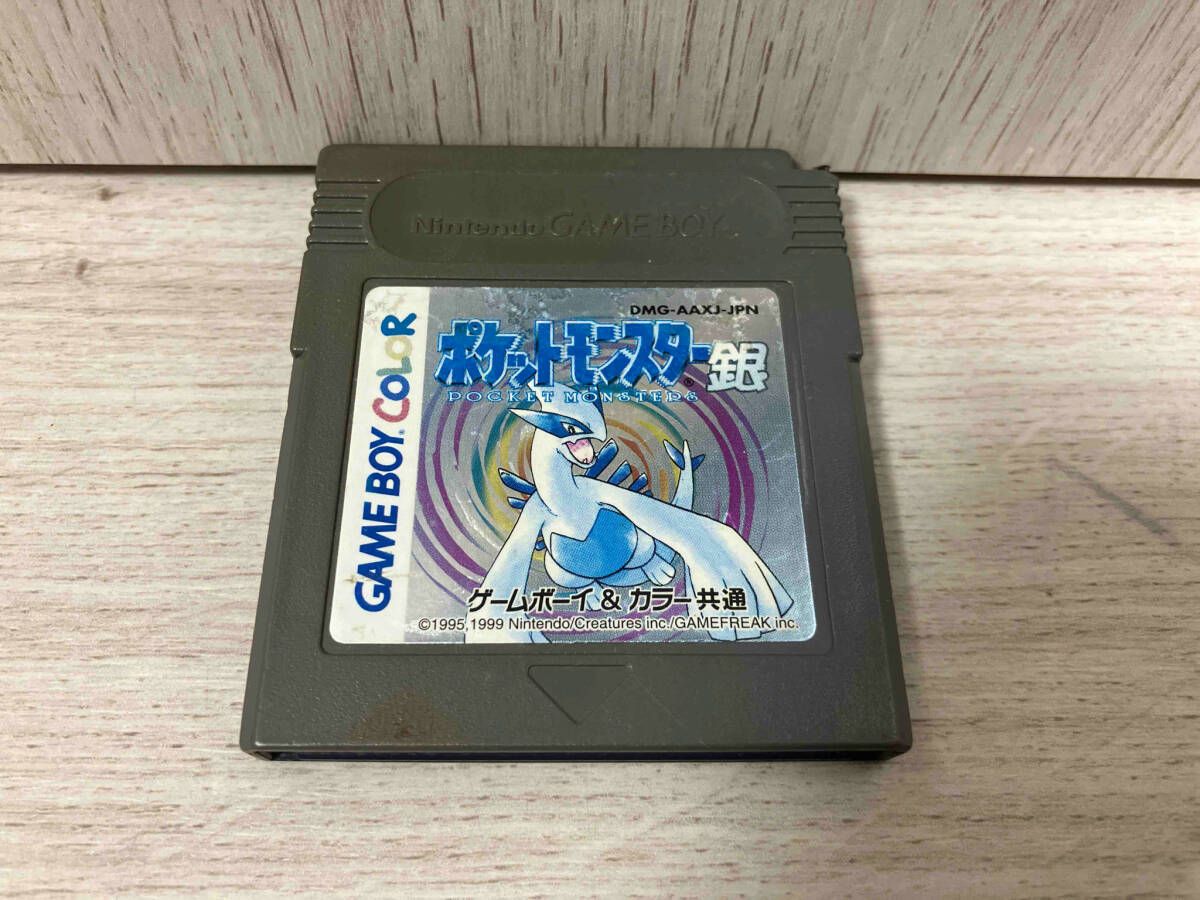 Nintendo GAME BOY
DMG-AAXJ-JPN
ポケットモンスター® 銀
POCKET MONSTERS
GAME BOY COLOR
ゲームボーイ & カラー共通
©1995,1999 Nintendo/Creatures inc./GAMEFREAK inc.